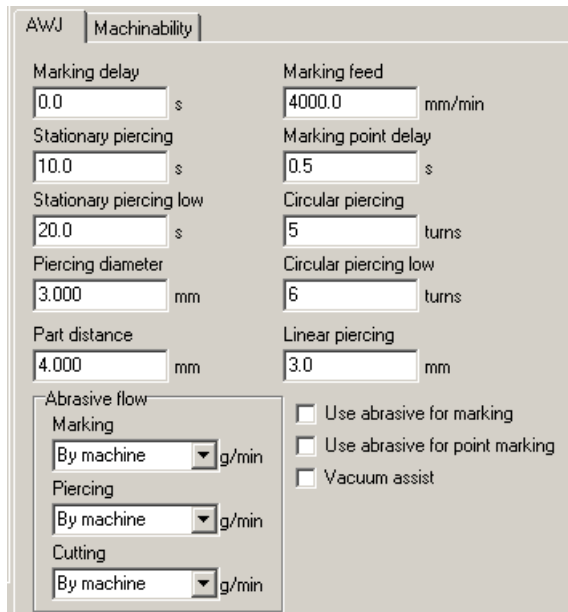 AWJ Machinability
Marking delay Marking feed
0.0 s 4000.0 mm/min
Stationary piercing Marking point delay
10.0 s 0.5 s
Stationary piercing low Circular piercing
20.0 s 5 turns
Piercing diameter Circular piercing low
3.000 mm 6 turns
Part distance Linear piercing
4.000 mm 3.0 mm
Abrasive flow
Marking
By machine g/min
Piercing
By machine g/min
Cutting
By machine g/min
Use abrasive for marking
Use abrasive for point marking
Vacuum assist